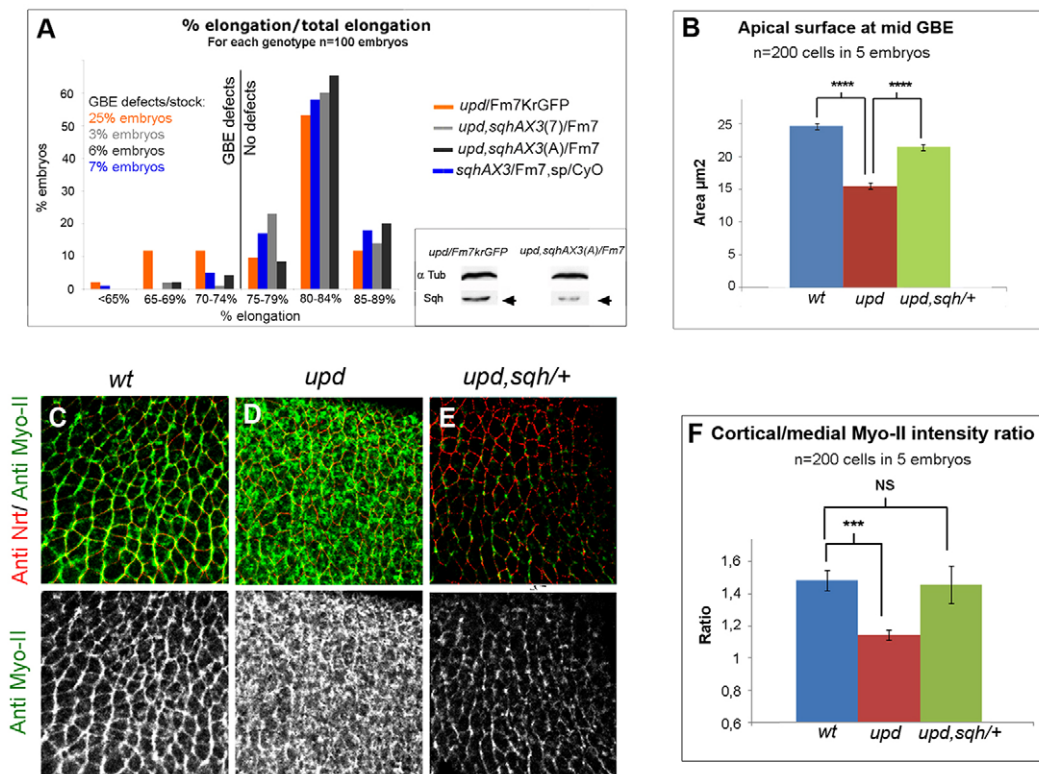 A
% elongation/total elongation
For each genotype n=100 embryos
% embryos
60
50
40
30
20
10
0
GBE defects/stock:
25% embryos
3% embryos
6% embryos
7% embryos
GBE defects
No defects
upd/Fm7KrGFP
upd,sqhAX3(7)/Fm7
upd,sqhAX3(A)/Fm7
sqhAX3/Fm7,sp/CyO
<65% 65-69% 70-74% 75-79% 80-84% 85-89%
% elongation
upd/Fm7krGFP upd,sqhAX3(A)/Fm7
α Tub
Sqh
B Apical surface at mid GBE
n=200 cells in 5 embryos
**** ****
Area µm2
25
20
15
10
5
0
wt upd upd,sqh/+
wt upd upd,sqh/+
C D E
Anti Nrt/ Anti Myo-II
Anti Myo-II
F Cortical/medial Myo-II intensity ratio
n=200 cells in 5 embryos
NS
***
Ratio
1,6
1,4
1,2
1
0,8
0,6
wt upd upd,sqh/+